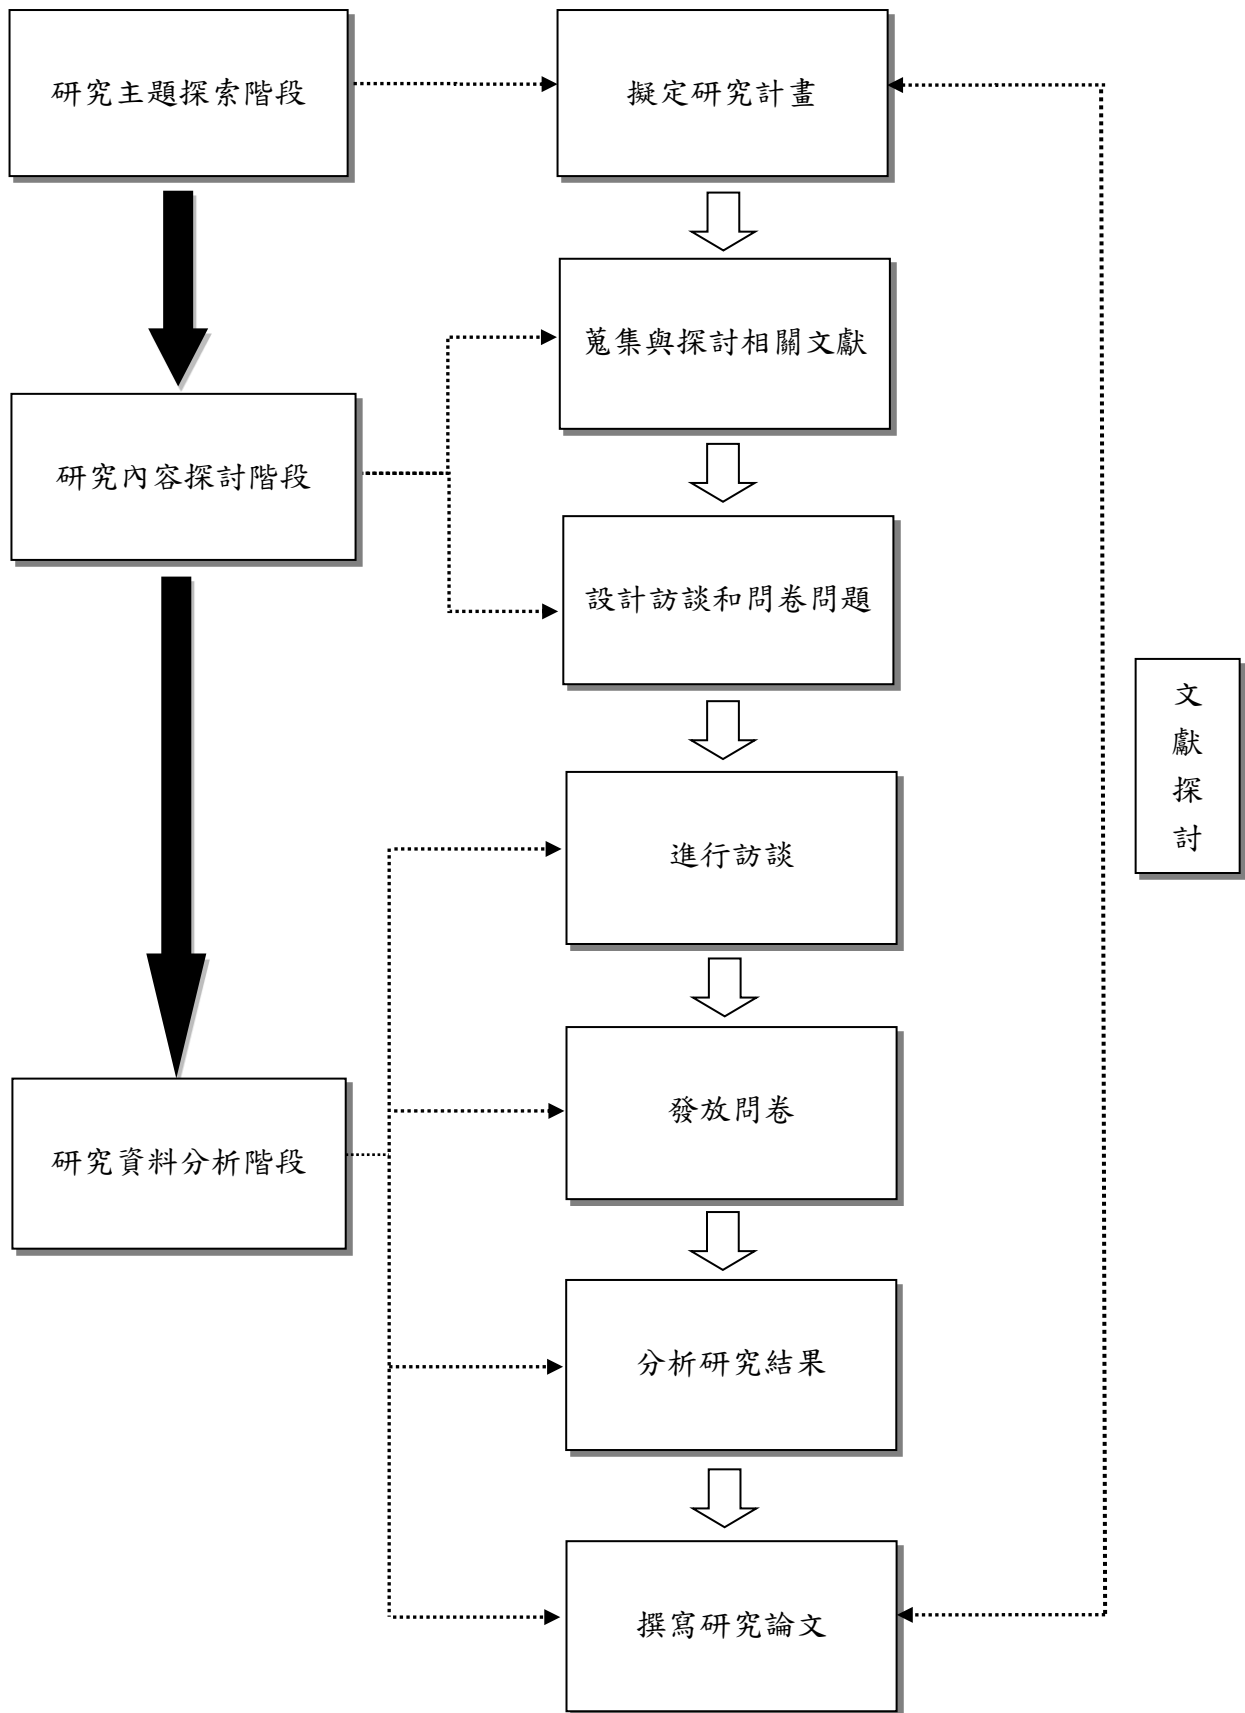 研究主題探索階段
擬定研究計畫
蒐集與探討相關文獻
研究內容探討階段
設計訪談和問卷問題
文
獻
探
討
進行訪談
發放問卷
研究資料分析階段
分析研究結果
撰寫研究論文